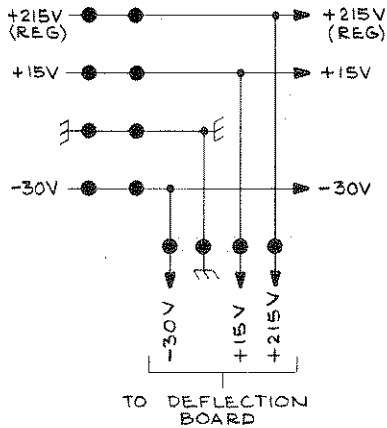 +215V
(REG)
+215V
(REG)
+15V
+15V
-30V
-30V
-30V
+15V
+215V
TO DEFLECTION
BOARD